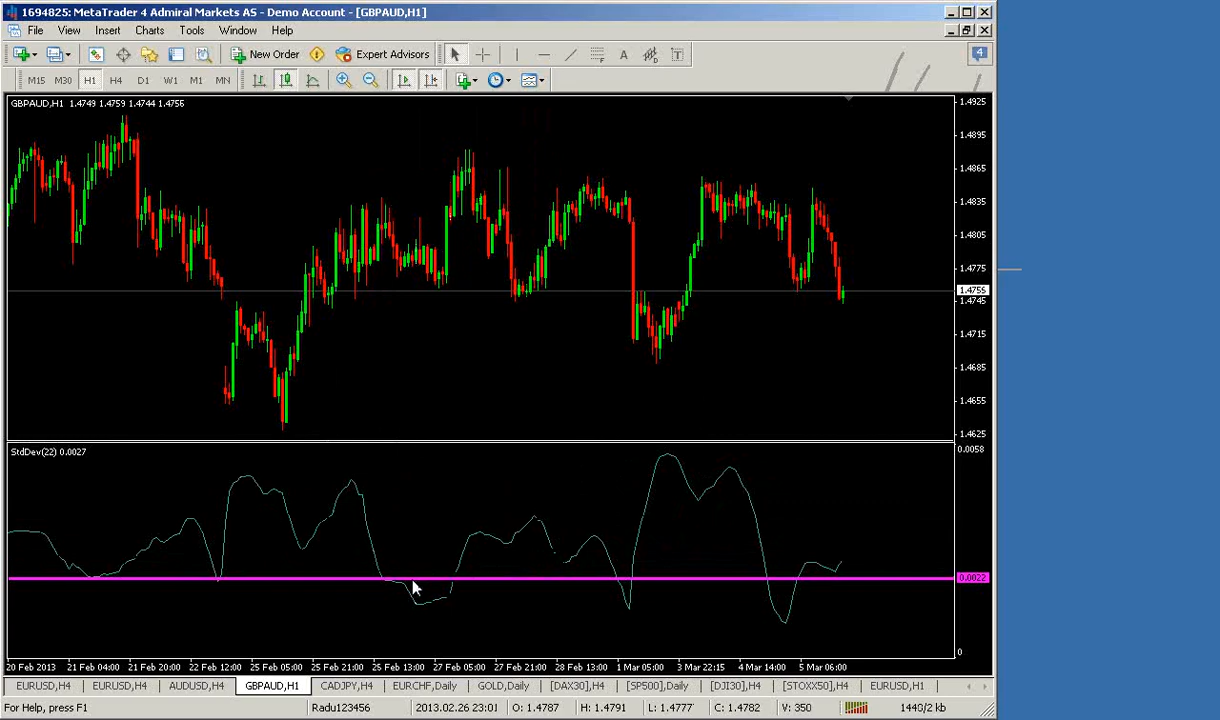 1694825: MetaTrader 4 Admiral Markets AS - Demo Account - [GBPAUD,H1]
File View Insert Charts Tools Window Help
New Order Expert Advisors A T 4
M15 M30 H1 H4 D1 W1 M1 MN
GBPAUD,H1 1.4749 1.4759 1.4744 1.4756
1.4925
1.4895
1.4865
1.4835
1.4805
1.4775
1.4755
1.4745
1.4715
1.4685
1.4655
1.4625
StdDev(22) 0.0027
0.0058
0.0022
0
20 Feb 2013 21 Feb 04:00 21 Feb 20:00 22 Feb 12:00 25 Feb 05:00 25 Feb 21:00 26 Feb 13:00 27 Feb 05:00 27 Feb 21:00 28 Feb 13:00 1 Mar 05:00 3 Mar 22:15 4 Mar 14:00 5 Mar 06:00
EURUSD,H4 EURUSD,H4 AUDUSD,H4 GBPAUD,H1 CADJPY,H4 EURCHF,Daily GOLD,Daily [DAX30],H4 [SP500],Daily [DJI30],H4 [STOXX50],H4 EURUSD,H1
For Help, press F1 Radu123456 2013.02.26 23:01 O: 1.4787 H: 1.4791 L: 1.4777 C: 1.4782 V: 350 1448/2 kb